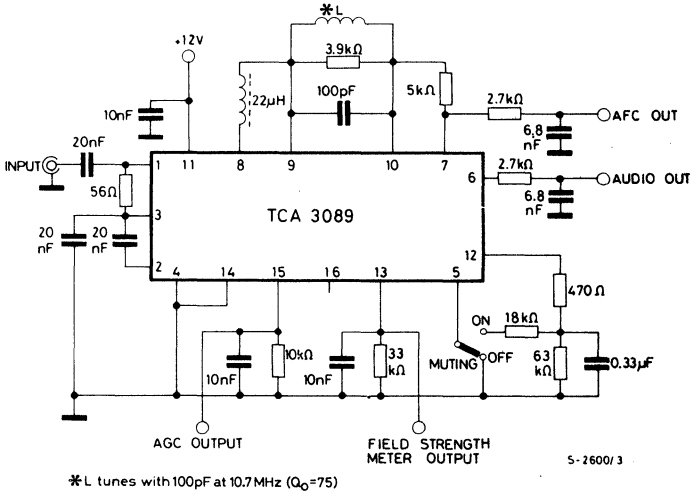 *L
+12V
3.9kΩ
10nF
22µH
100pF
5kΩ
2.7kΩ
AFC OUT
6.8
nF
20nF
INPUT
56Ω
1
11
8
9
10
7
6
2.7kΩ
AUDIO OUT
6.8
nF
TCA 3089
3
20
nF
20
nF
2
12
4
14
15
16
13
5
470Ω
ON
18kΩ
OFF
MUTING
63
kΩ
0.33µF
10nF
10kΩ
10nF
33
kΩ
AGC OUTPUT
FIELD STRENGTH
METER OUTPUT
S-2600/3
*L tunes with 100pF at 10.7MHz (Qo=75)